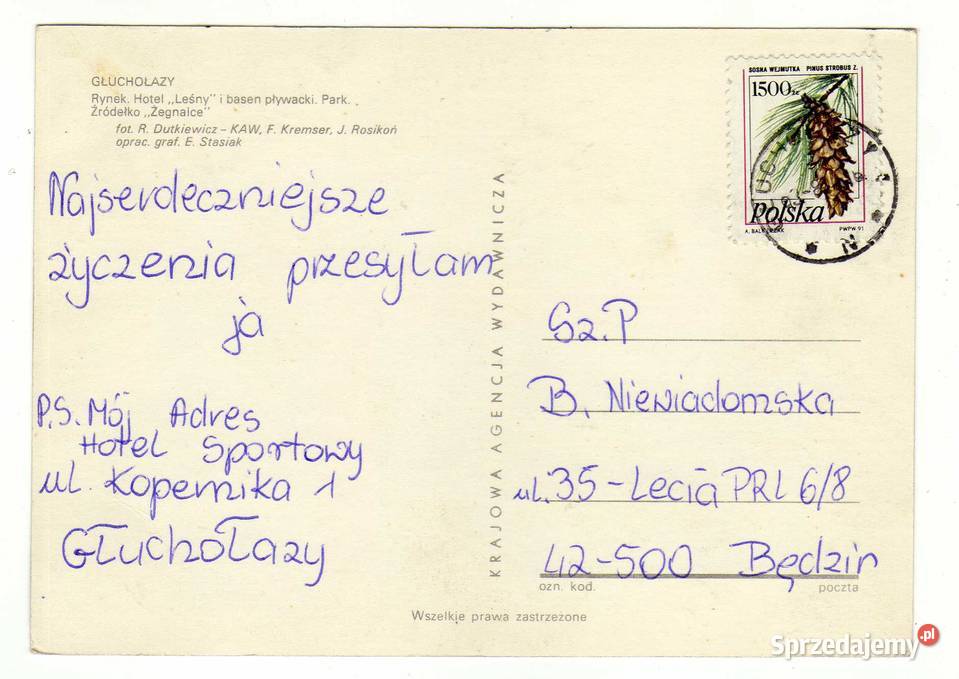 GŁUCHOŁAZY
Rynek. Hotel „Leśny" i basen pływacki. Park.
Źródełko „Żegnalce"
fot. R. Dutkiewicz – KAW, F. Kremser, J. Rosikoń
oprac. graf. E. Stasiak
Najserdeczniejsze
życzenia przesyłam
ja
P.S. Mój Adres
Hotel Sportowy
ul. Kopernika 1
Głuchołazy
KRAJOWA AGENCJA WYDAWNICZA
SOSNA WEJMUTKA PINUS STROBUS Z.
1500zł
Polska
PWPW 91
Sz.P
B. Niewiadomska
ul. 35-Lecia PRL 6/8
42-500 Będzin
ozn. kod. poczta
Wszelkie prawa zastrzeżone
Sprzedajemy.pl